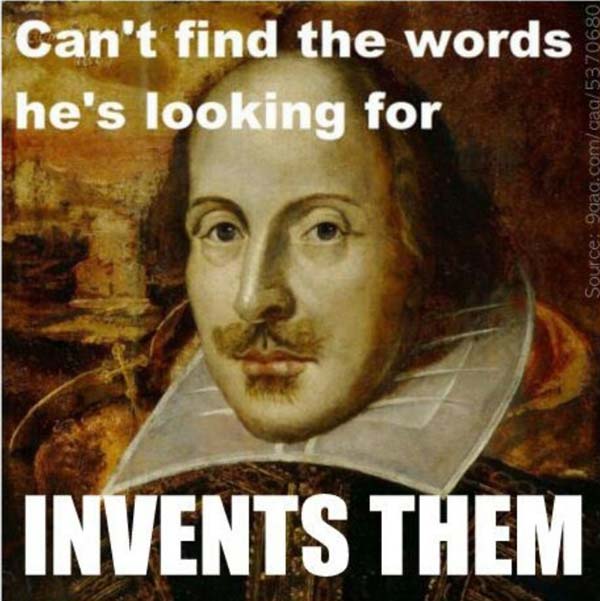 Can't find the words
he's looking for
INVENTS THEM
Source: 9gag.com/gag/5370680